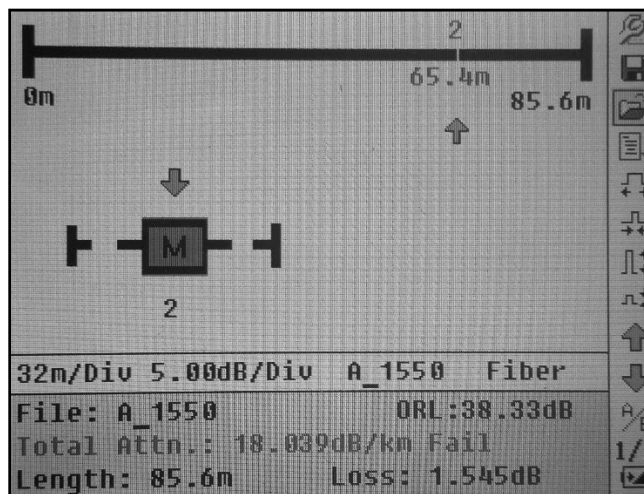 2
65.4m
0m
85.6m
M
2
32m/Div 5.00dB/Div A_1550 Fiber
File: A_1550 ORL:38.33dB
Total Attn.: 18.039dB/km Fail
Length: 85.6m Loss: 1.545dB
A/B
1/